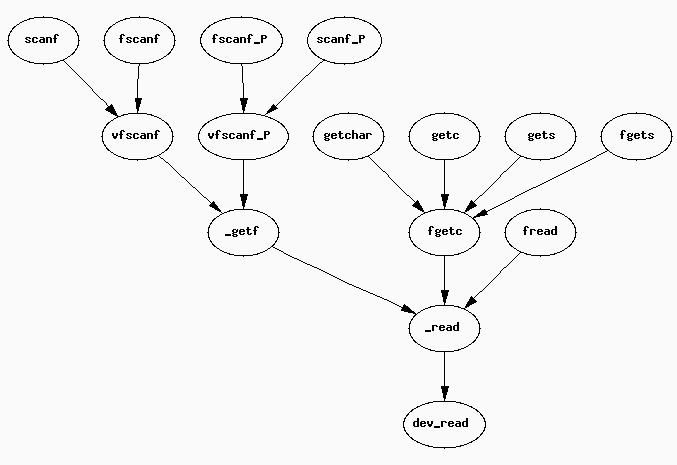 scanf
fscanf
fscanf_P
scanf_P
vfscanf
vfscanf_P
getchar
getc
gets
fgets
_getf
fgetc
fread
_read
dev_read